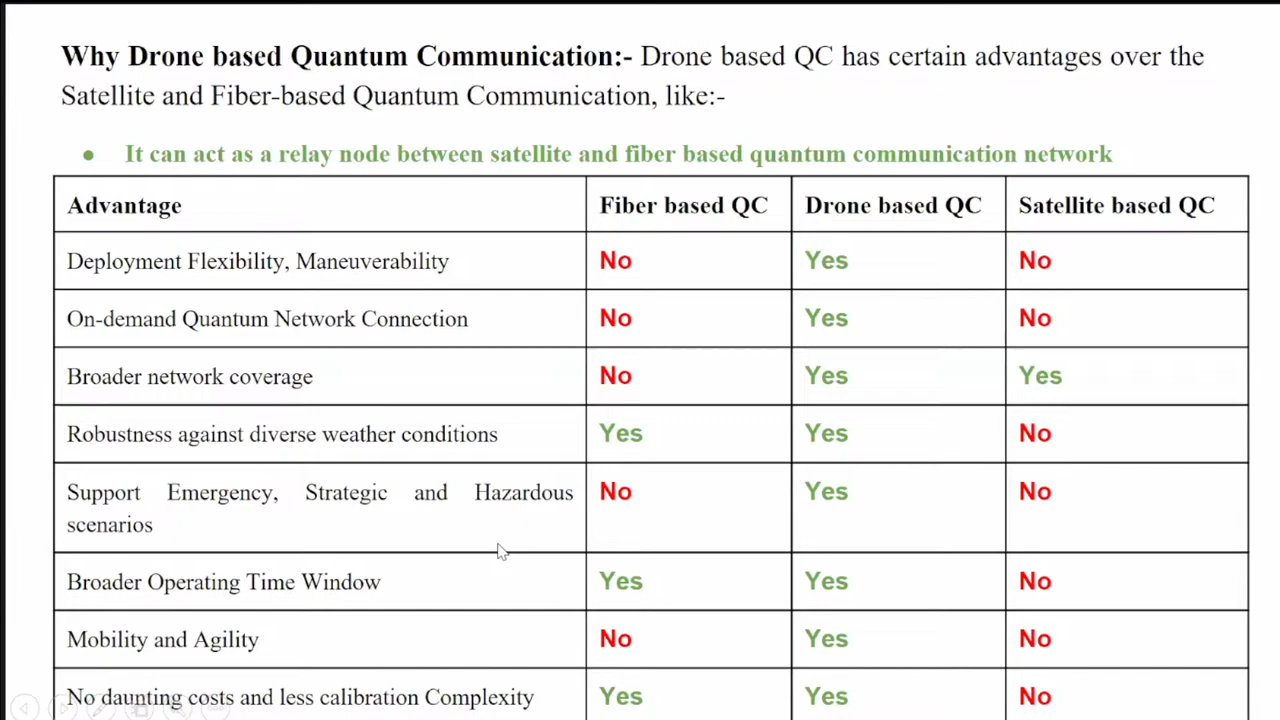 Why Drone based Quantum Communication:- Drone based QC has certain advantages over the
Satellite and Fiber-based Quantum Communication, like:-
● It can act as a relay node between satellite and fiber based quantum communication network
Advantage Fiber based QC Drone based QC Satellite based QC
Deployment Flexibility, Maneuverability No Yes No
On-demand Quantum Network Connection No Yes No
Broader network coverage No Yes Yes
Robustness against diverse weather conditions Yes Yes No
Support Emergency, Strategic and Hazardous No Yes No
scenarios
Broader Operating Time Window Yes Yes No
Mobility and Agility No Yes No
No daunting costs and less calibration Complexity Yes Yes No